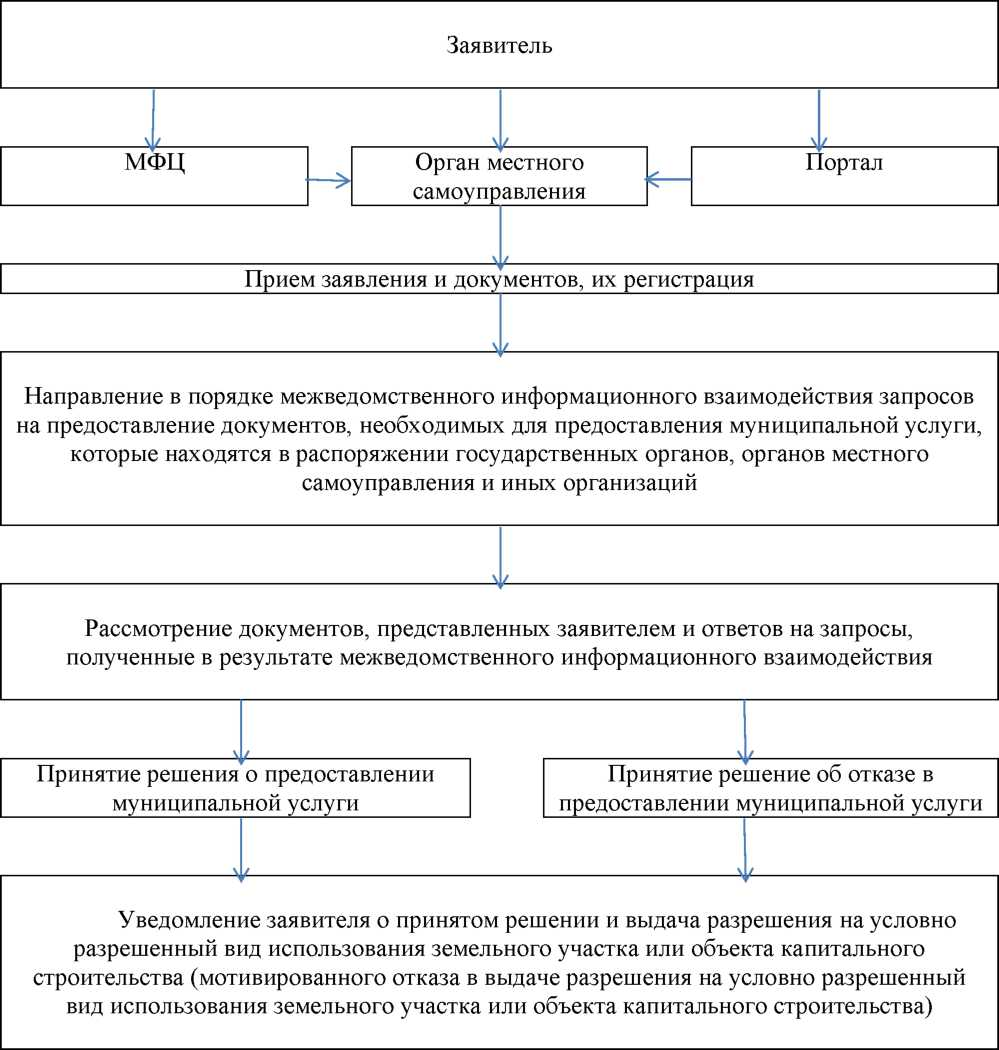 Заявитель
МФЦ
Орган местного
самоуправления
Портал
Прием заявления и документов, их регистрация
Направление в порядке межведомственного информационного взаимодействия запросов
на предоставление документов, необходимых для предоставления муниципальной услуги,
которые находятся в распоряжении государственных органов, органов местного
самоуправления и иных организаций
Рассмотрение документов, представленных заявителем и ответов на запросы,
полученные в результате межведомственного информационного взаимодействия
Принятие решения о предоставлении
муниципальной услуги
Принятие решение об отказе в
предоставлении муниципальной услуги
Уведомление заявителя о принятом решении и выдача разрешения на условно
разрешенный вид использования земельного участка или объекта капитального
строительства (мотивированного отказа в выдаче разрешения на условно разрешенный
вид использования земельного участка или объекта капитального строительства)